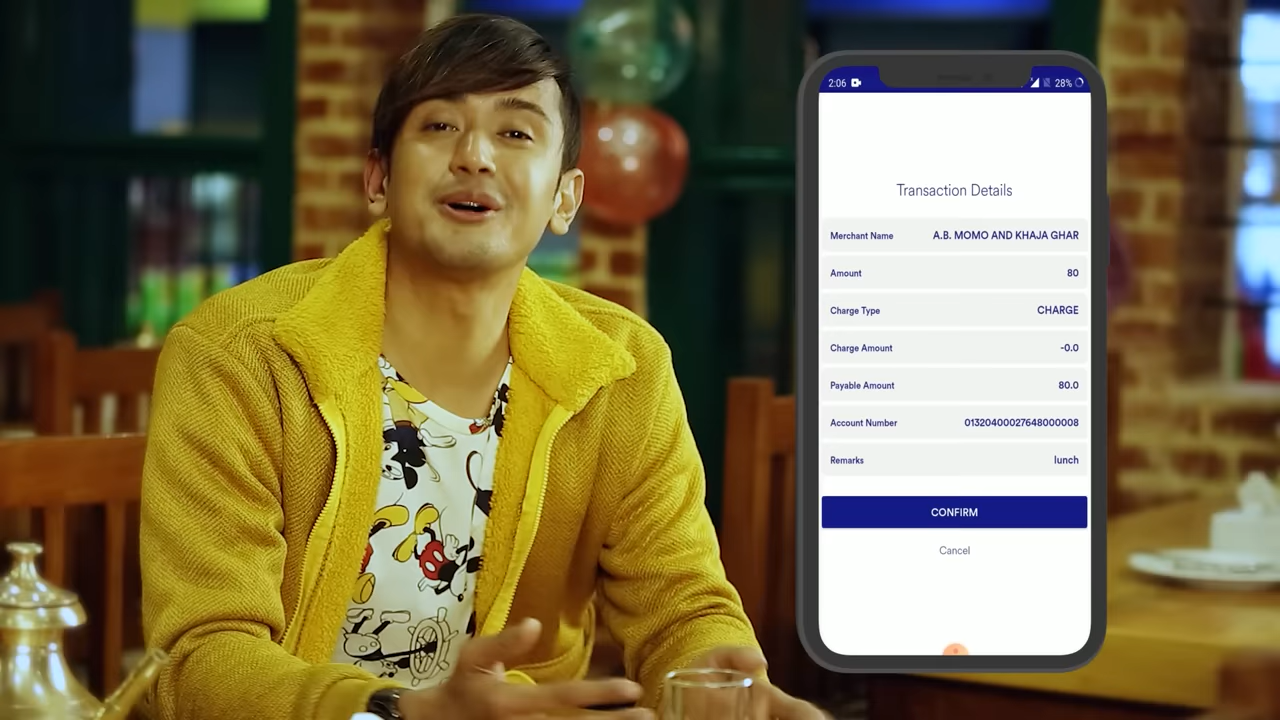 2:06 28%
Transaction Details
Merchant Name A.B. MOMO AND KHAJA GHAR
Amount 80
Charge Type CHARGE
Charge Amount -0.0
Payable Amount 80.0
Account Number 01320400027648000008
Remarks lunch
CONFIRM
Cancel